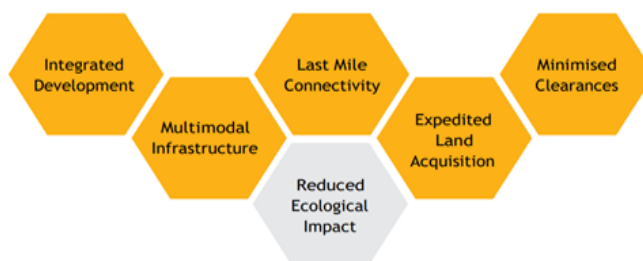 Integrated
Development
Multimodal
Infrastructure
Last Mile
Connectivity
Reduced
Ecological
Impact
Expedited
Land
Acquisition
Minimised
Clearances